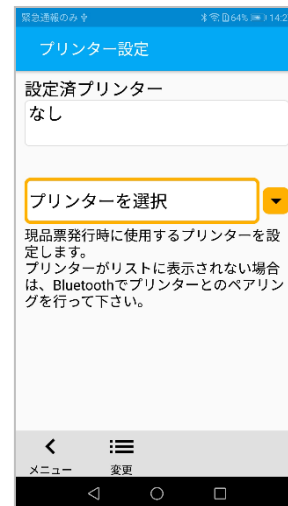 緊急通報のみ 64% 14:2
プリンター設定
設定済プリンター
なし
プリンターを選択
現品票発行時に使用するプリンターを設
定します。
プリンターがリストに表示されない場合
は、Bluetoothでプリンターとのペアリン
グを行って下さい。
メニュー 変更